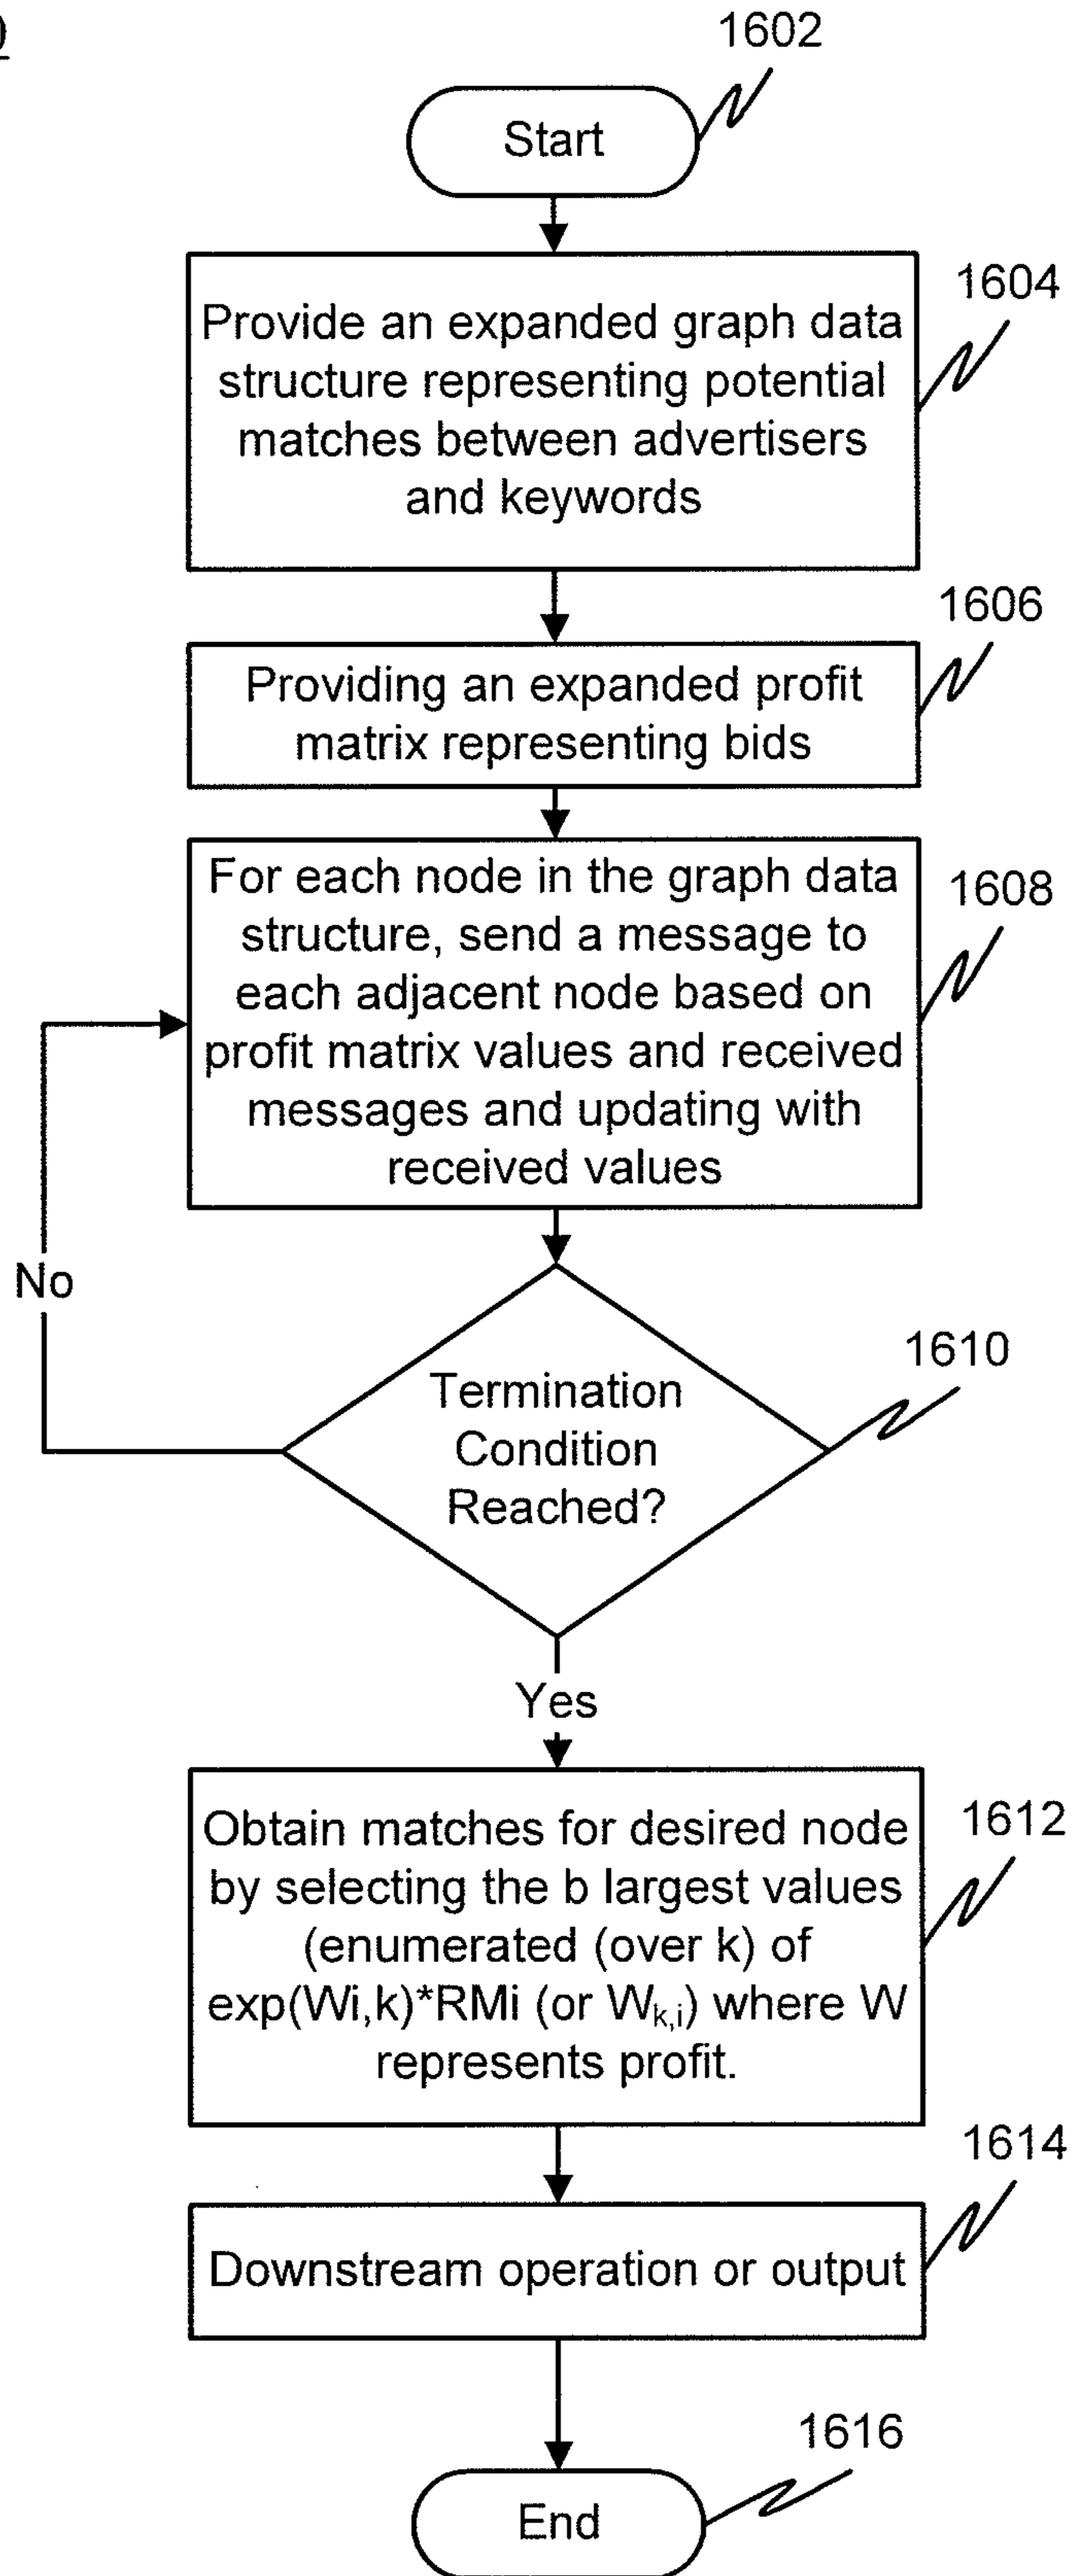 1602
Start
1604
Provide an expanded graph data
structure representing potential
matches between advertisers
and keywords
1606
Providing an expanded profit
matrix representing bids
1608
For each node in the graph data
structure, send a message to
each adjacent node based on
profit matrix values and received
messages and updating with
received values
No
1610
Termination
Condition
Reached?
Yes
1612
Obtain matches for desired node
by selecting the b largest values
(enumerated (over k) of
exp(Wi,k)*RMi (or Wk,i) where W
represents profit.
1614
Downstream operation or output
1616
End